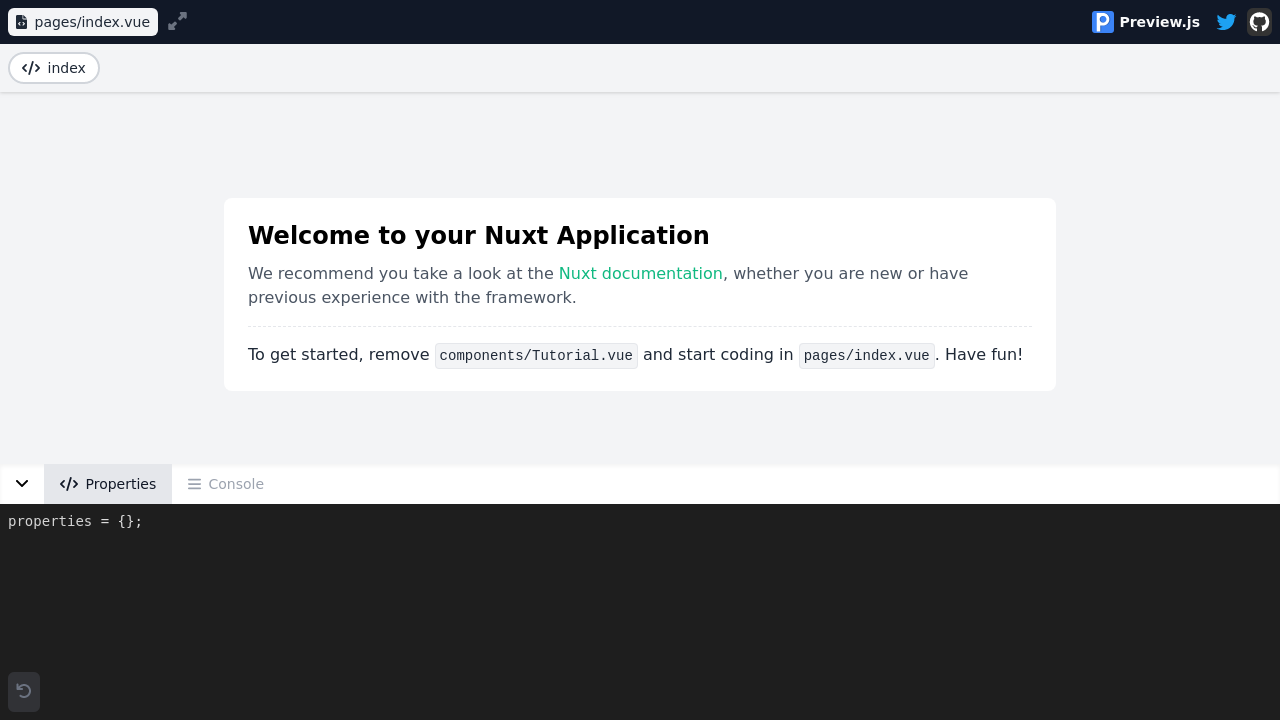 pages/index.vue
Preview.js
index
Welcome to your Nuxt Application
We recommend you take a look at the Nuxt documentation, whether you are new or have
previous experience with the framework.
To get started, remove components/Tutorial.vue and start coding in pages/index.vue. Have fun!
Properties
Console
properties = {};